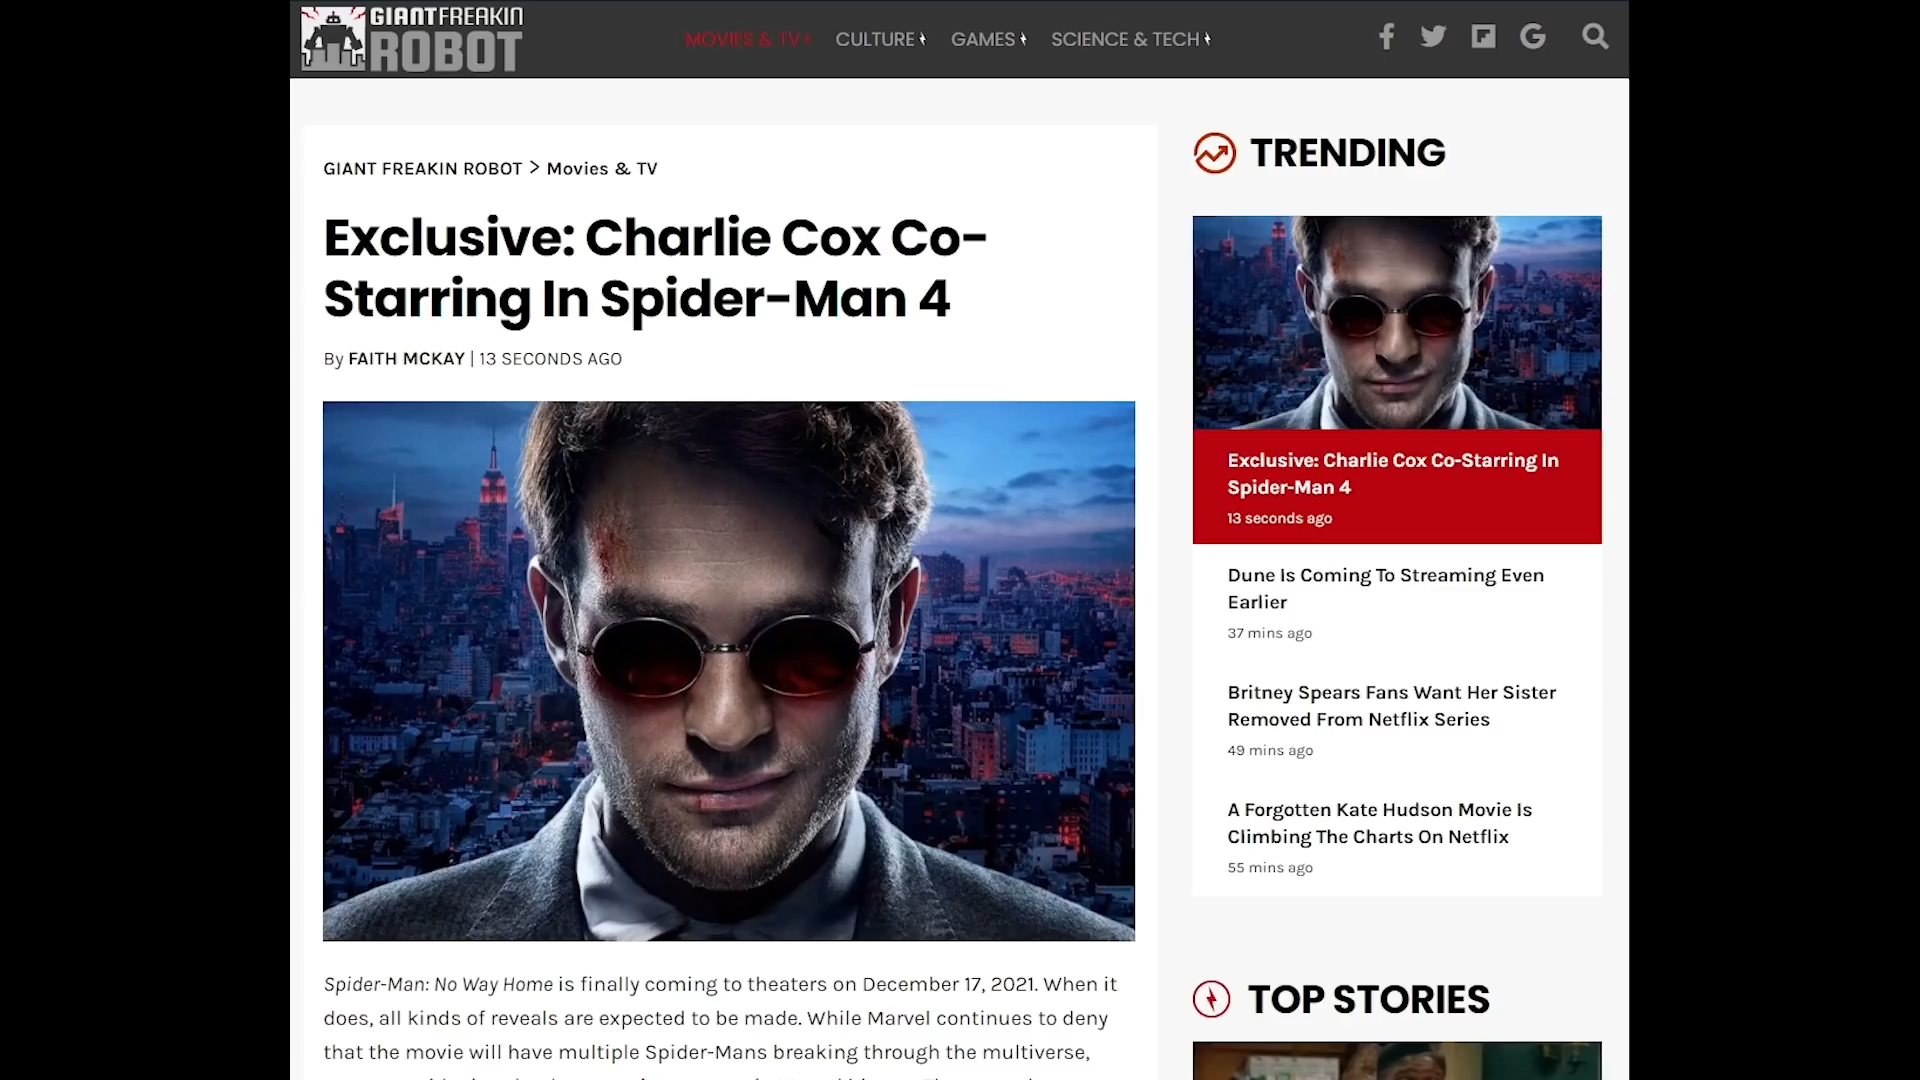 GIANT FREAKIN
ROBOT
MOVIES & TV
CULTURE
GAMES
SCIENCE & TECH
GIANT FREAKIN ROBOT > Movies & TV
Exclusive: Charlie Cox Co-
Starring In Spider-Man 4
By FAITH MCKAY | 13 SECONDS AGO
Spider-Man: No Way Home is finally coming to theaters on December 17, 2021. When it
does, all kinds of reveals are expected to be made. While Marvel continues to deny
that the movie will have multiple Spider-Mans breaking through the multiverse,
TRENDING
Exclusive: Charlie Cox Co-Starring In
Spider-Man 4
13 seconds ago
Dune Is Coming To Streaming Even
Earlier
37 mins ago
Britney Spears Fans Want Her Sister
Removed From Netflix Series
49 mins ago
A Forgotten Kate Hudson Movie Is
Climbing The Charts On Netflix
55 mins ago
TOP STORIES